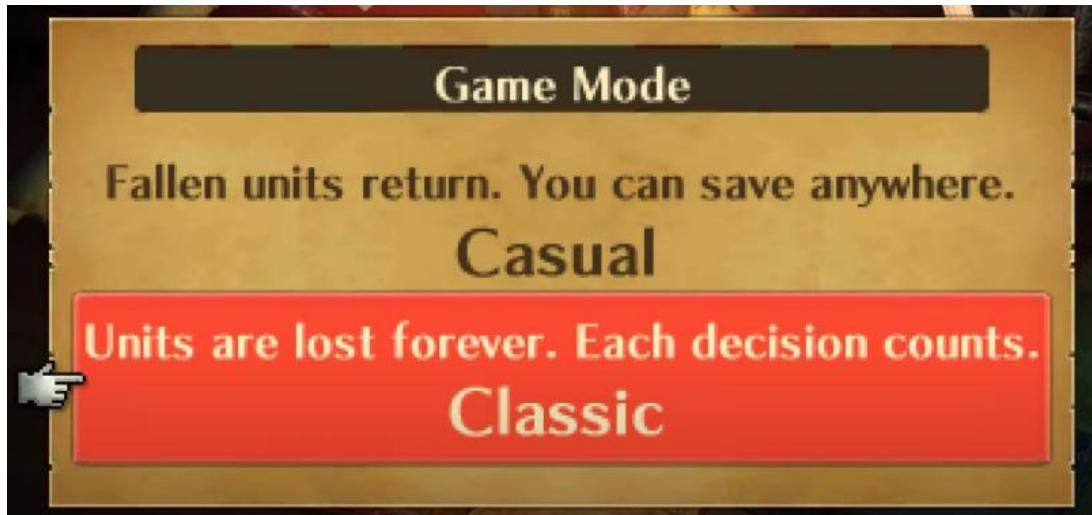 Game Mode
Fallen units return. You can save anywhere.
Casual
Units are lost forever. Each decision counts.
Classic